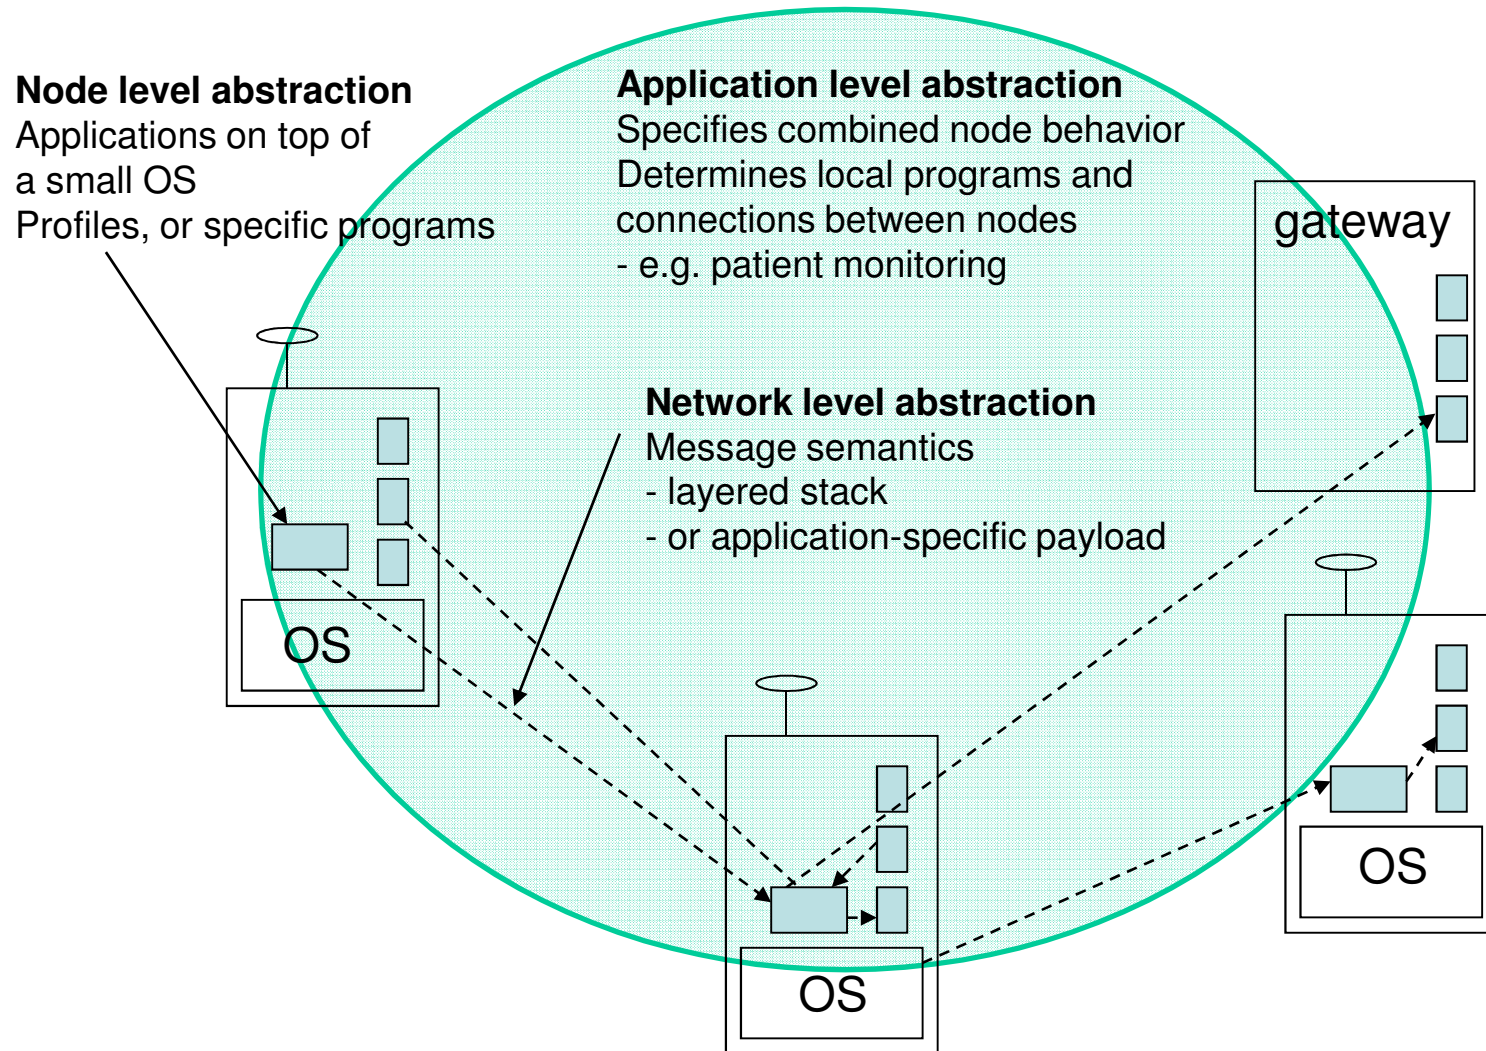 Node level abstraction
Applications on top of
a small OS
Profiles, or specific programs
Application level abstraction
Specifies combined node behavior
Determines local programs and
connections between nodes
- e.g. patient monitoring
gateway
Network level abstraction
Message semantics
- layered stack
- or application-specific payload
OS
OS
OS